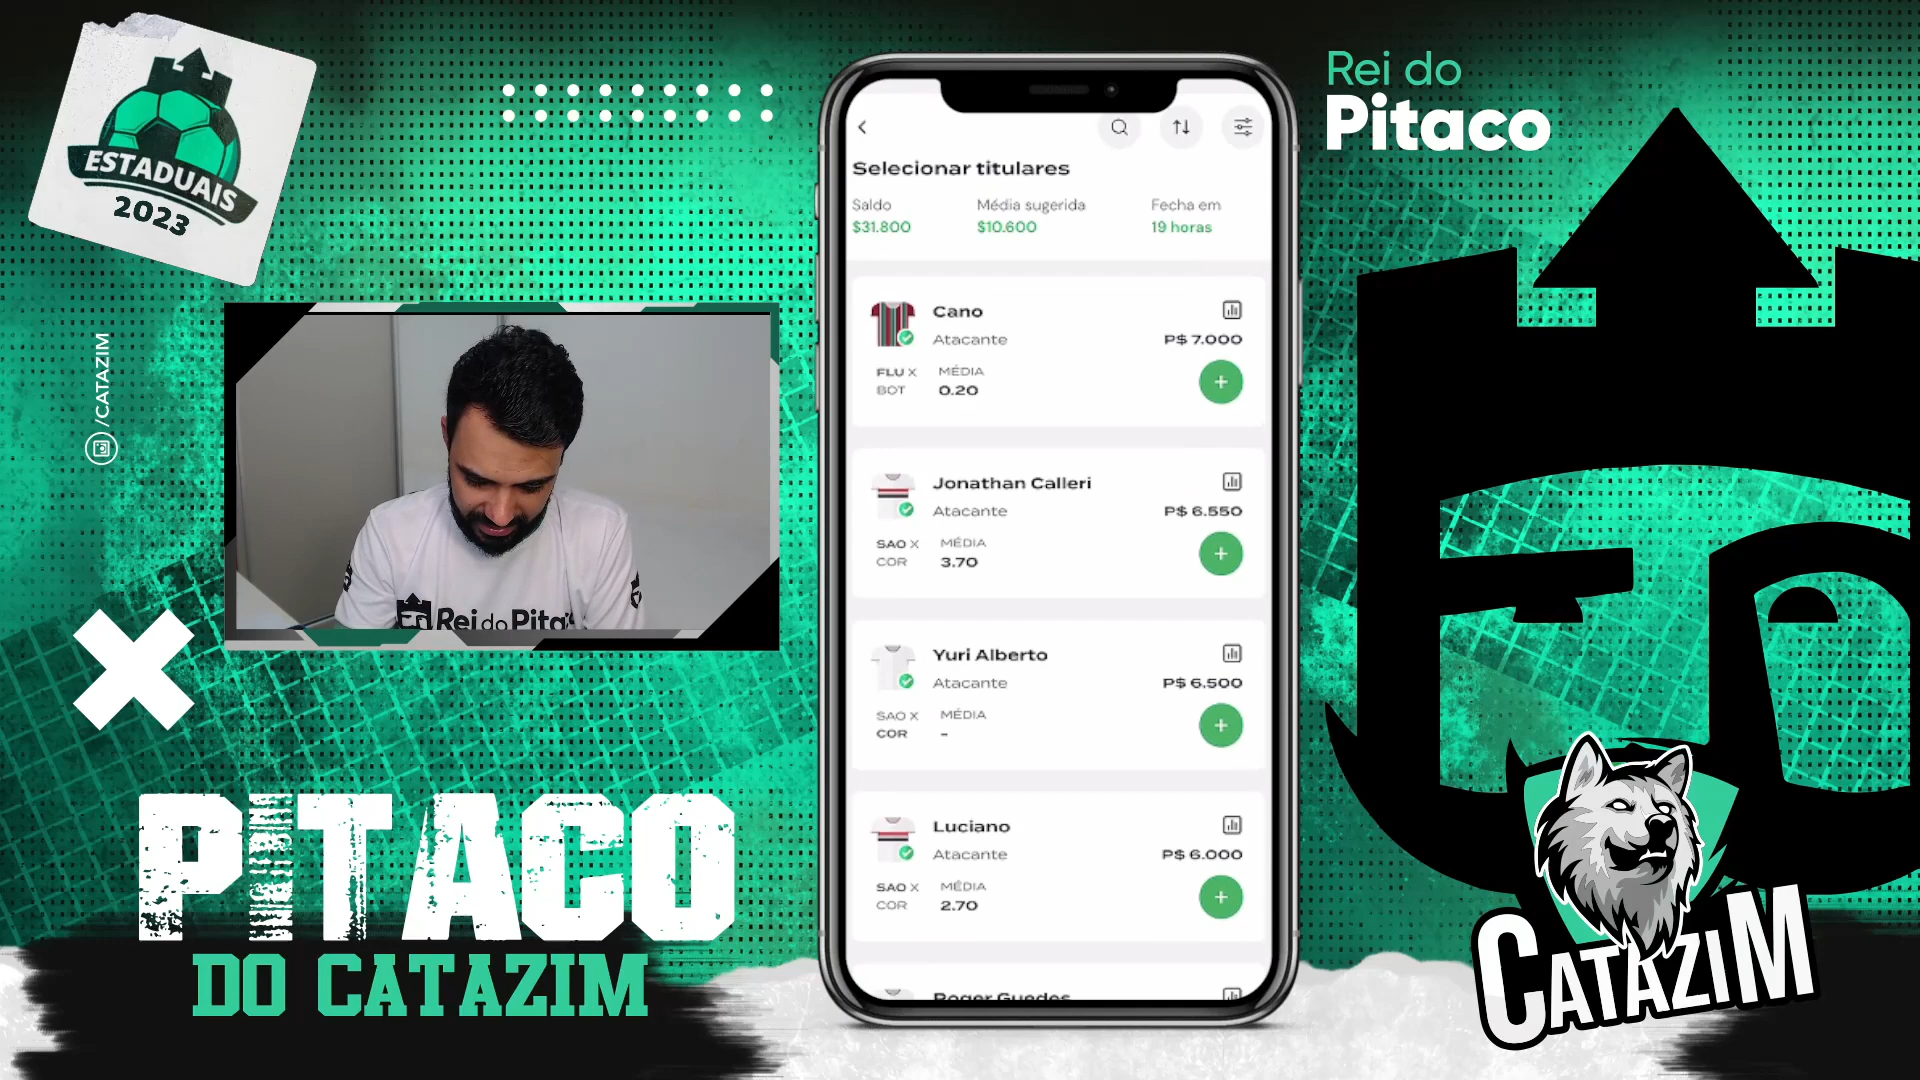 ESTADUAIS
2023
/CATAZIM
Rei do Pita
PITACO
DO CATAZIM
Selecionar titulares
Saldo
Média sugerida
Fecha em
$31.800
$10.600
19 horas
Cano
Atacante
P$ 7.000
FLU X
BOT
MÉDIA
0.20
Jonathan Calleri
Atacante
P$ 6.550
SAO X
COR
MÉDIA
3.70
Yuri Alberto
Atacante
P$ 6.500
SAO X
COR
MÉDIA
-
Luciano
Atacante
P$ 6.000
SAO X
COR
MÉDIA
2.70
Roger Guedes
Rei do
Pitaco
CATAZIM